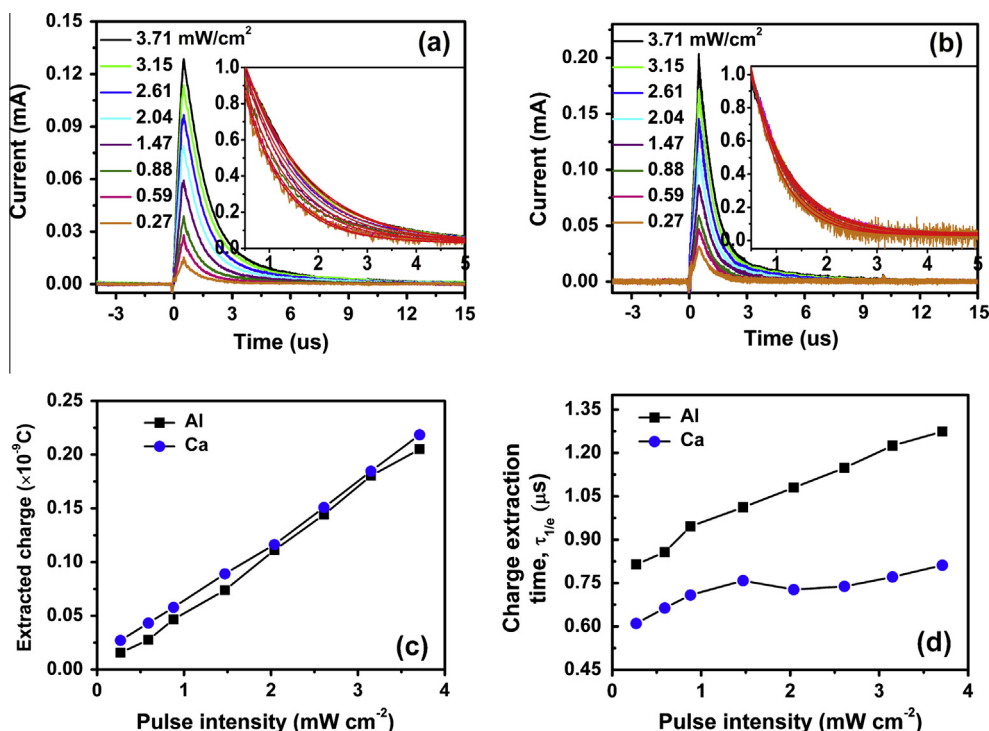 (a)
Current (mA)
0.15
0.12
0.09
0.06
0.03
0.00
3.71 mW/cm²
3.15
2.61
2.04
1.47
0.88
0.59
0.27
1.0
0.8
0.6
0.4
0.2
0.0
1 2 3 4 5
-3 0 3 6 9 12 15
Time (us)
(b)
Current (mA)
0.20
0.15
0.10
0.05
0.00
3.71 mW/cm²
3.15
2.61
2.04
1.47
0.88
0.59
0.27
1.0
0.8
0.6
0.4
0.2
0.0
1 2 3 4 5
-3 0 3 6 9 12 15
Time (us)
Extracted charge (×10⁻⁹C)
0.25
0.20
0.15
0.10
0.05
0.00
Al
Ca
(c)
0 1 2 3 4
Pulse intensity (mW cm⁻²)
Charge extraction
time, τ1/e (μs)
1.35
1.20
1.05
0.90
0.75
0.60
0.45
Al
Ca
(d)
0 1 2 3 4
Pulse intensity (mW cm⁻²)